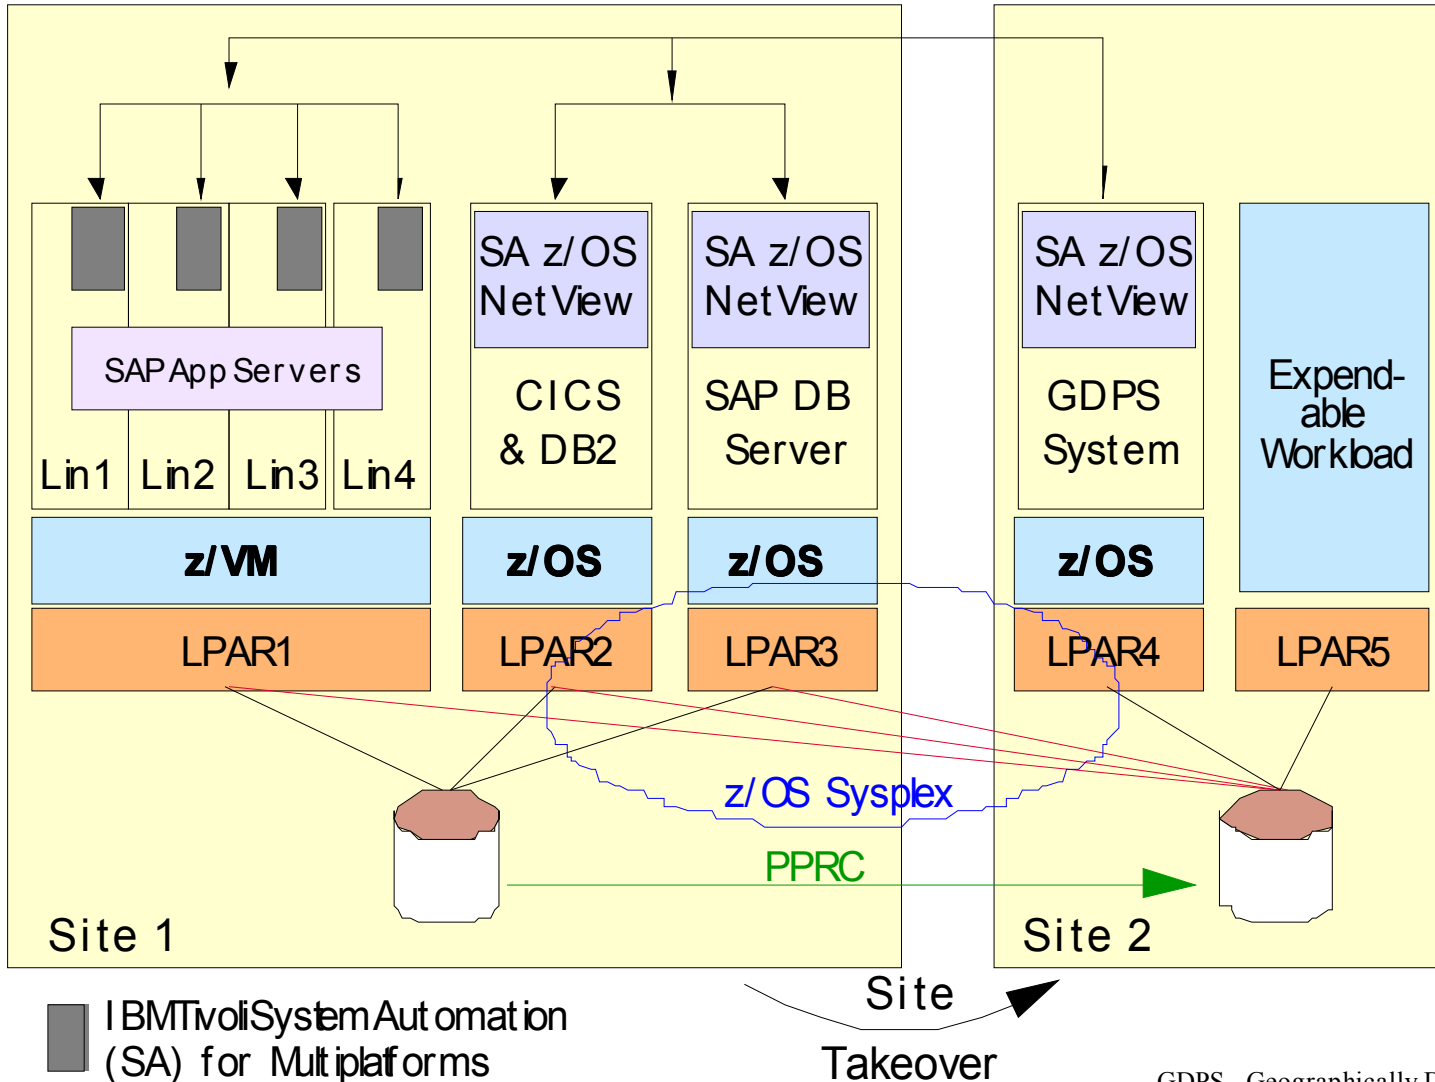 SA z/OS
NetView
SA z/OS
NetView
SA z/OS
NetView
SAP App Servers
CICS
& DB2
SAP DB
Server
GDPS
System
Expend-
able
Workload
Lin1 Lin2 Lin3 Lin4
z/VM z/OS z/OS z/OS
LPAR1 LPAR2 LPAR3 LPAR4 LPAR5
z/OS Sysplex
PPRC
Site 1
Site 2
Site
Takeover
IBM Tivoli System Automation
(SA) for Multiplatforms
GDPS - Geographically